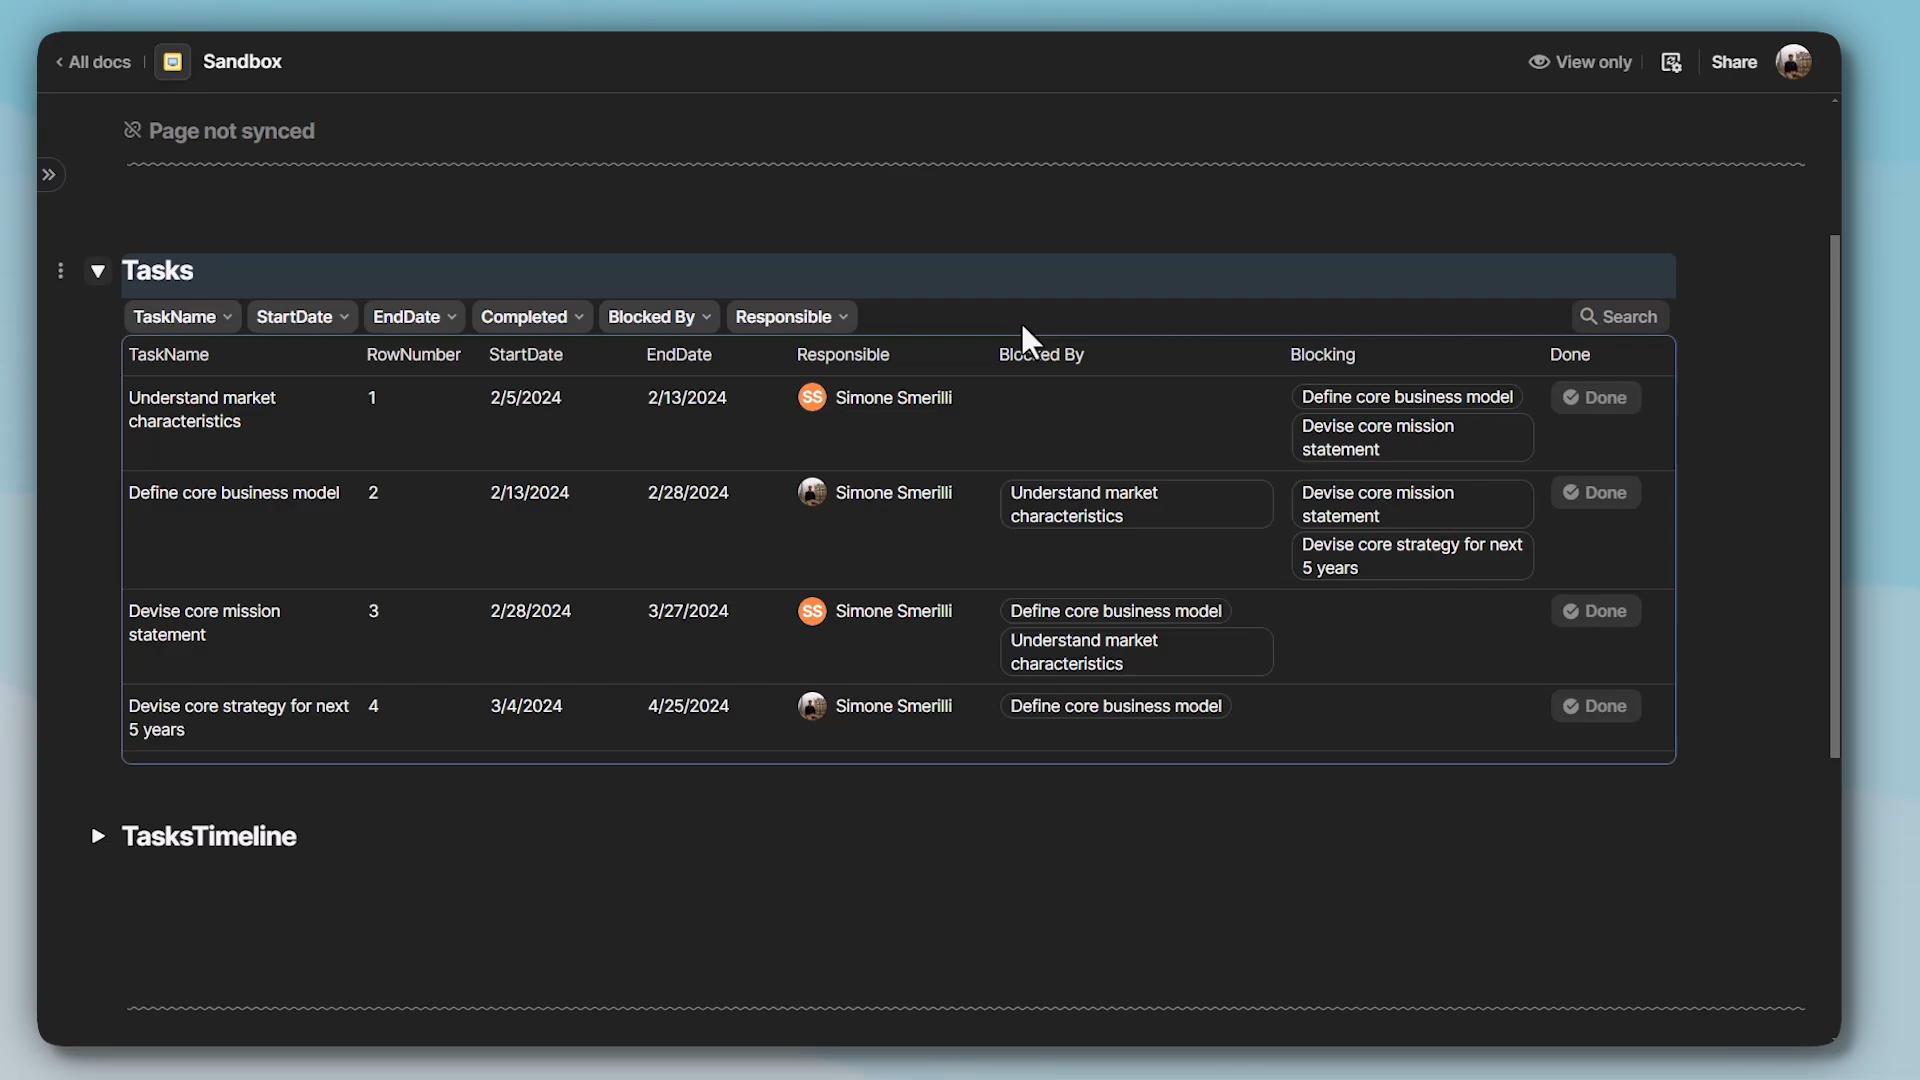 All docs
Sandbox
View only
Share
Page not synced
Tasks
TaskName StartDate EndDate Completed Blocked By Responsible Search
TaskName RowNumber StartDate EndDate Responsible Blocked By Blocking Done
Understand market characteristics 1 2/5/2024 2/13/2024 SS Simone Smerilli Define core business model Devise core mission statement Done
Define core business model 2 2/13/2024 2/28/2024 Simone Smerilli Understand market characteristics Devise core mission statement Devise core strategy for next 5 years Done
Devise core mission statement 3 2/28/2024 3/27/2024 SS Simone Smerilli Define core business model Understand market characteristics Done
Devise core strategy for next 5 years 4 3/4/2024 4/25/2024 Simone Smerilli Define core business model Done
TasksTimeline